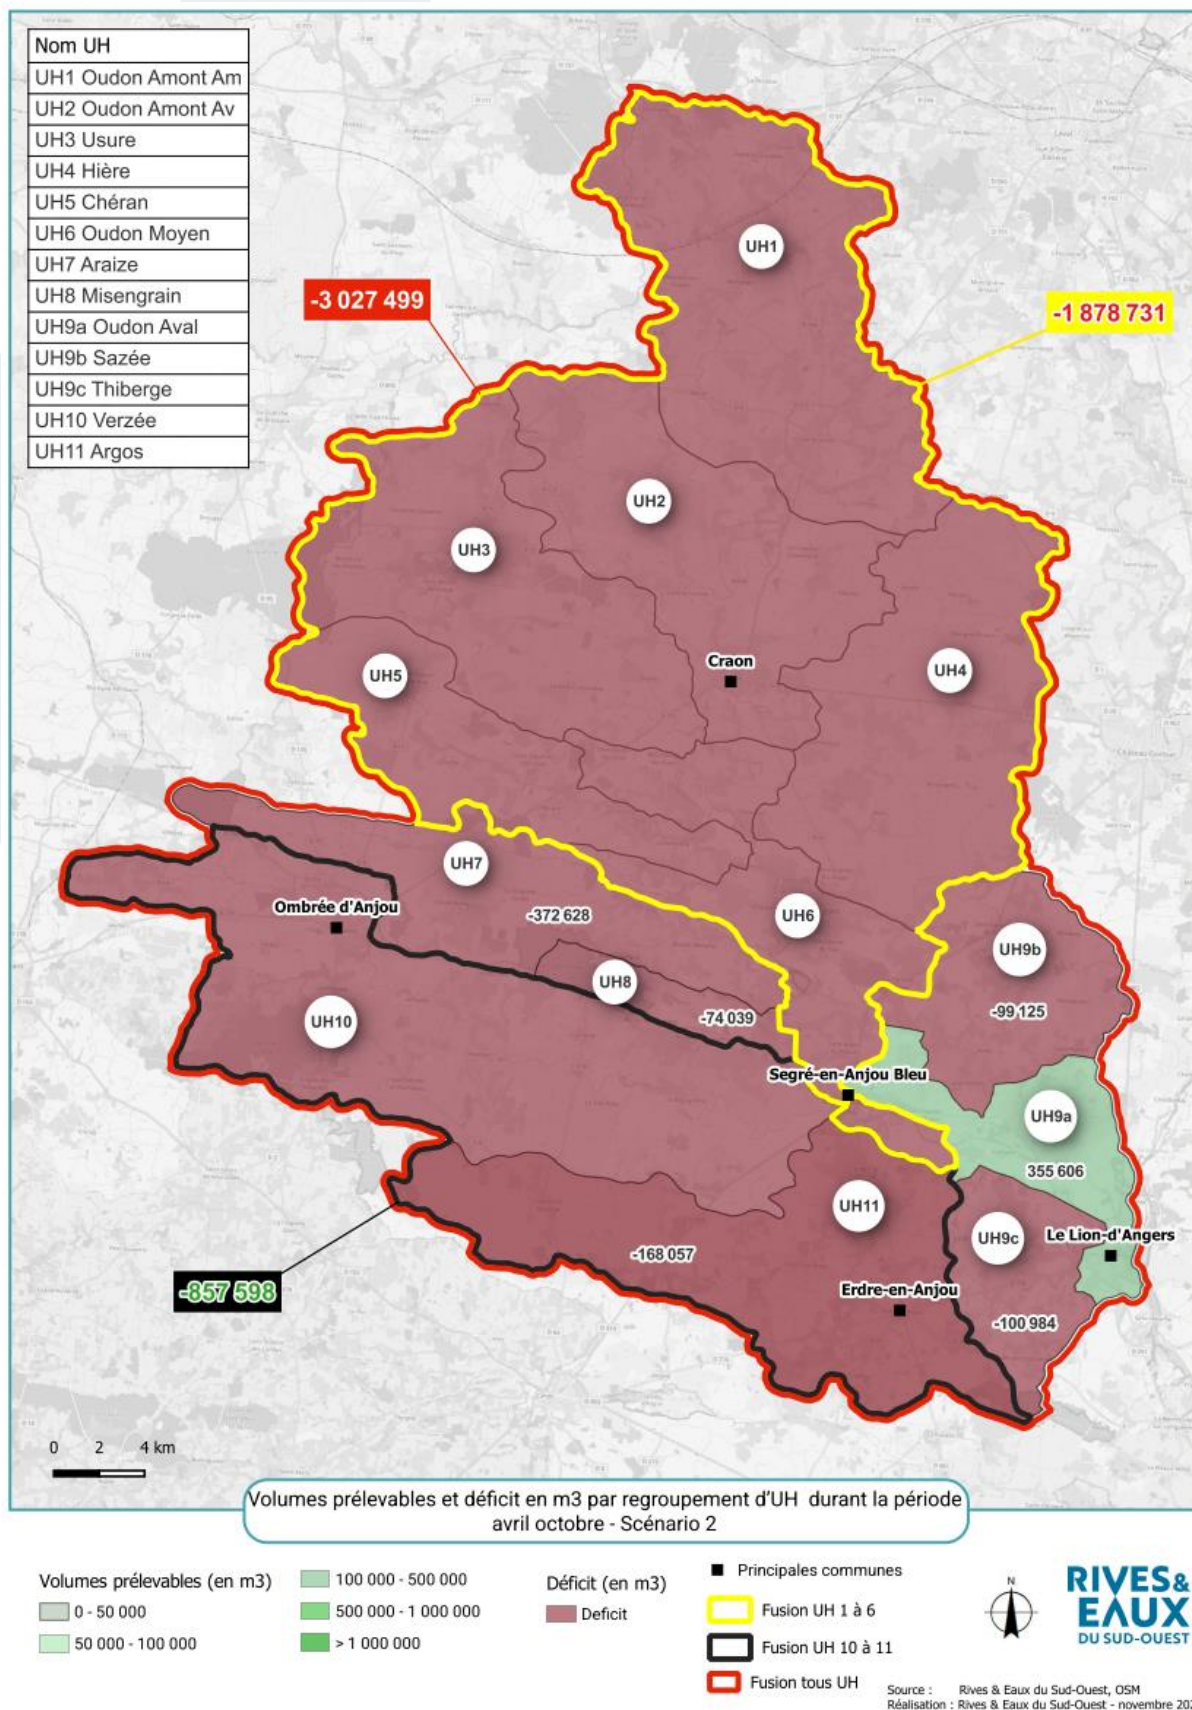 Nom UH
UH1 Oudon Amont Am
UH2 Oudon Amont Av
UH3 Usure
UH4 Hière
UH5 Chéran
UH6 Oudon Moyen
UH7 Araize
UH8 Misengrain
UH9a Oudon Aval
UH9b Sazée
UH9c Thiberge
UH10 Verzée
UH11 Argos
UH1
-3 027 499
-1 878 731
UH2
UH3
Craon
UH5
UH4
UH7
Ombrée d'Anjou
-372 628
UH6
UH9b
UH8
-99 125
UH10
-74 039
Segré-en-Anjou Bleu
UH9a
355 606
UH11
UH9c
Le Lion-d'Angers
-168 057
-857 598
Erdre-en-Anjou
-100 984
0 2 4 km
Volumes prélevables et déficit en m3 par regroupement d'UH durant la période
avril octobre - Scénario 2
Volumes prélevables (en m3)
0 - 50 000
50 000 - 100 000
100 000 - 500 000
500 000 - 1 000 000
> 1 000 000
Déficit (en m3)
Deficit
Principales communes
Fusion UH 1 à 6
Fusion UH 10 à 11
Fusion tous UH
N
RIVES&
EAUX
DU SUD-OUEST
Source : Rives & Eaux du Sud-Ouest, OSM
Réalisation : Rives & Eaux du Sud-Ouest - novembre 202